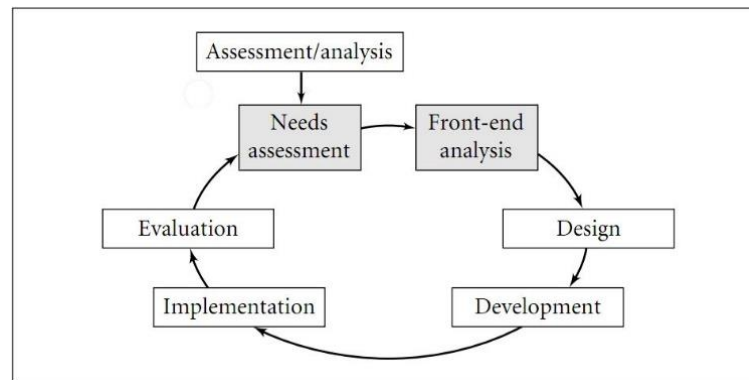 Assessment/analysis
Needs
assessment
Front-end
analysis
Evaluation
Design
Implementation
Development